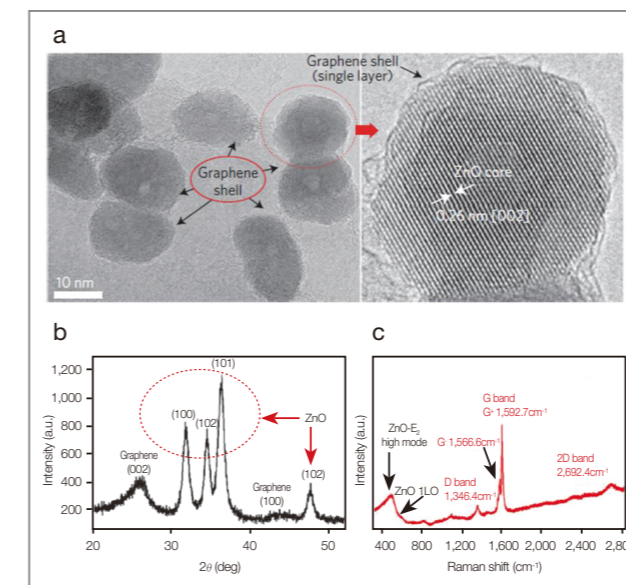 a
Graphene shell
(single layer)
Graphene
shell
ZnO core
0.26 nm [002]
10 nm
b
Intensity (a.u.)
1,200
1,000
800
600
400
200
20
30
40
50
2θ (deg)
Graphene
(002)
(100)
(102)
(101)
Graphene
(100)
ZnO
(102)
c
Intensity (a.u.)
ZnO-E2
high mode
ZnO 1LO
D band
1,346.4cm-1
G- 1,566.6cm-1
G band
G+ 1,592.7cm-1
2D band
2,692.4cm-1
400
800
1,200
1,600
2,000
2,400
2,80
Raman shift (cm-1)